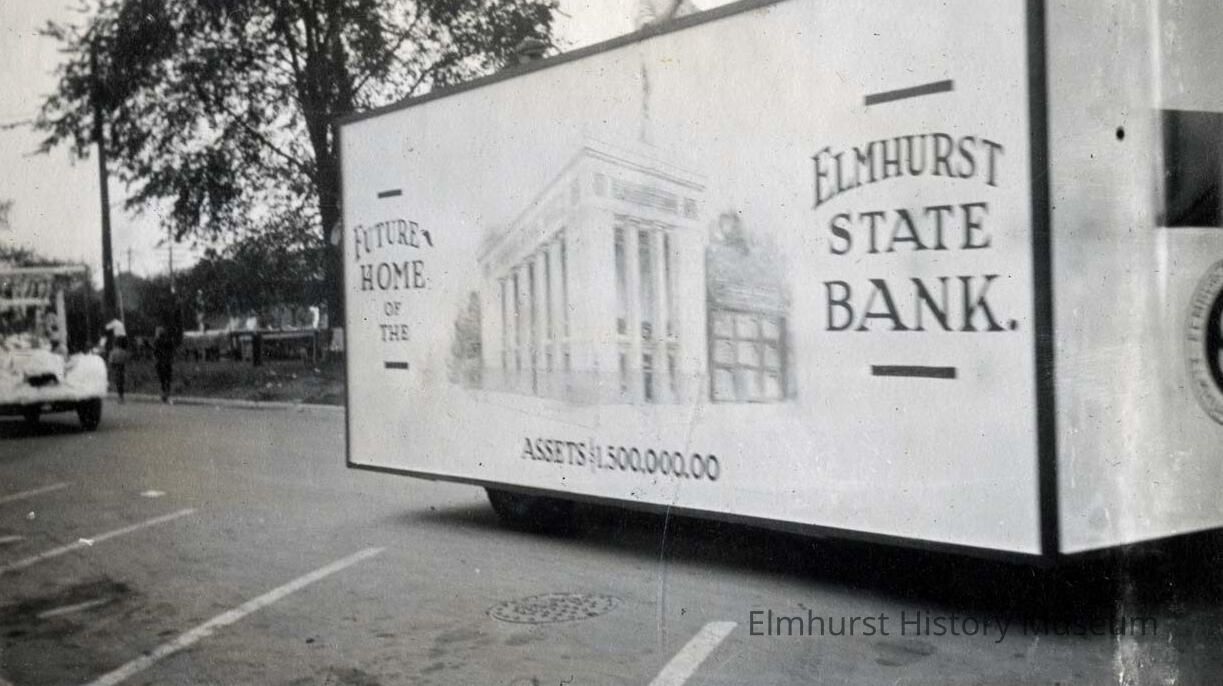 FUTURE
HOME
OF
THE
ELMHURST
STATE
BANK.
ASSETS $1,500,000.00
Elmhurst History Museum